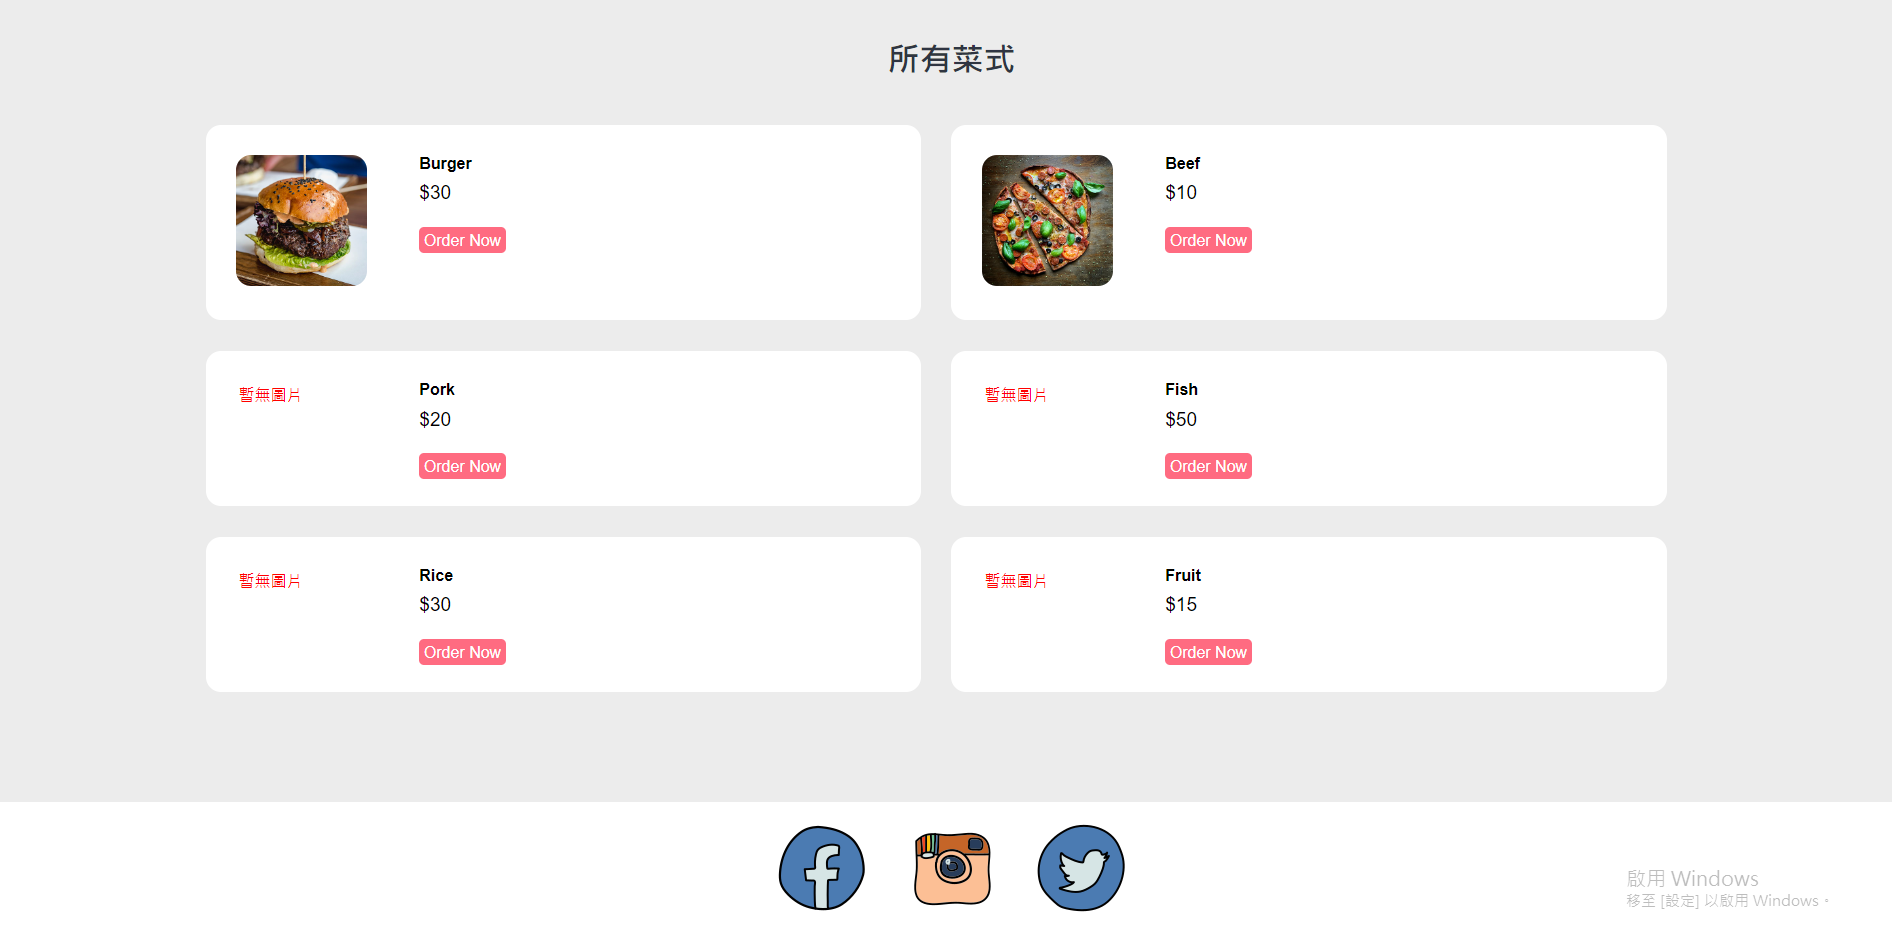 所有菜式
Burger
$30
Order Now
Beef
$10
Order Now
暫無圖片
Pork
$20
Order Now
暫無圖片
Fish
$50
Order Now
暫無圖片
Rice
$30
Order Now
暫無圖片
Fruit
$15
Order Now
啟用 Windows
移至 [設定] 以啟用 Windows。